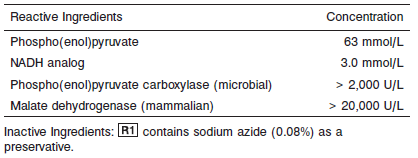 Reactive Ingredients Concentration
Phospho(enol)pyruvate 63 mmol/L
NADH analog 3.0 mmol/L
Phospho(enol)pyruvate carboxylase (microbial) > 2,000 U/L
Malate dehydrogenase (mammalian) > 20,000 U/L
Inactive Ingredients: R1 contains sodium azide (0.08%) as a
preservative.